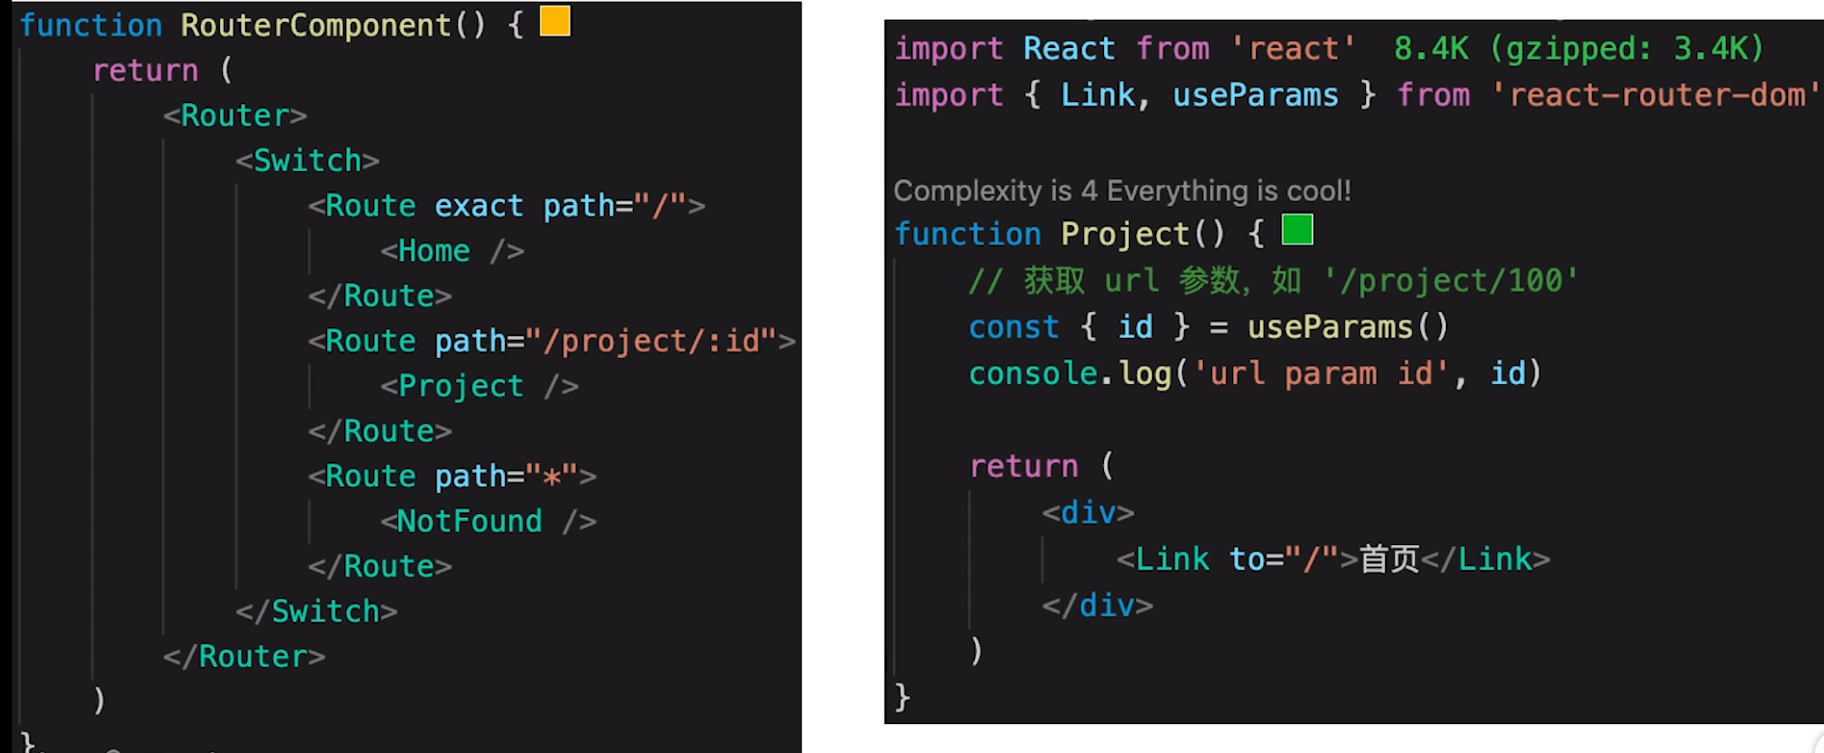 function RouterComponent() {
return (
<Router>
<Switch>
<Route exact path="/">
<Home />
</Route>
<Route path="/project/:id">
<Project />
</Route>
<Route path="*">
<NotFound />
</Route>
</Switch>
</Router>
)
}
import React from 'react' 8.4K (gzipped: 3.4K)
import { Link, useParams } from 'react-router-dom'
Complexity is 4 Everything is cool!
function Project() {
// 获取 url 参数，如 '/project/100'
const { id } = useParams()
console.log('url param id', id)
return (
<div>
<Link to="/">首页</Link>
</div>
)
}